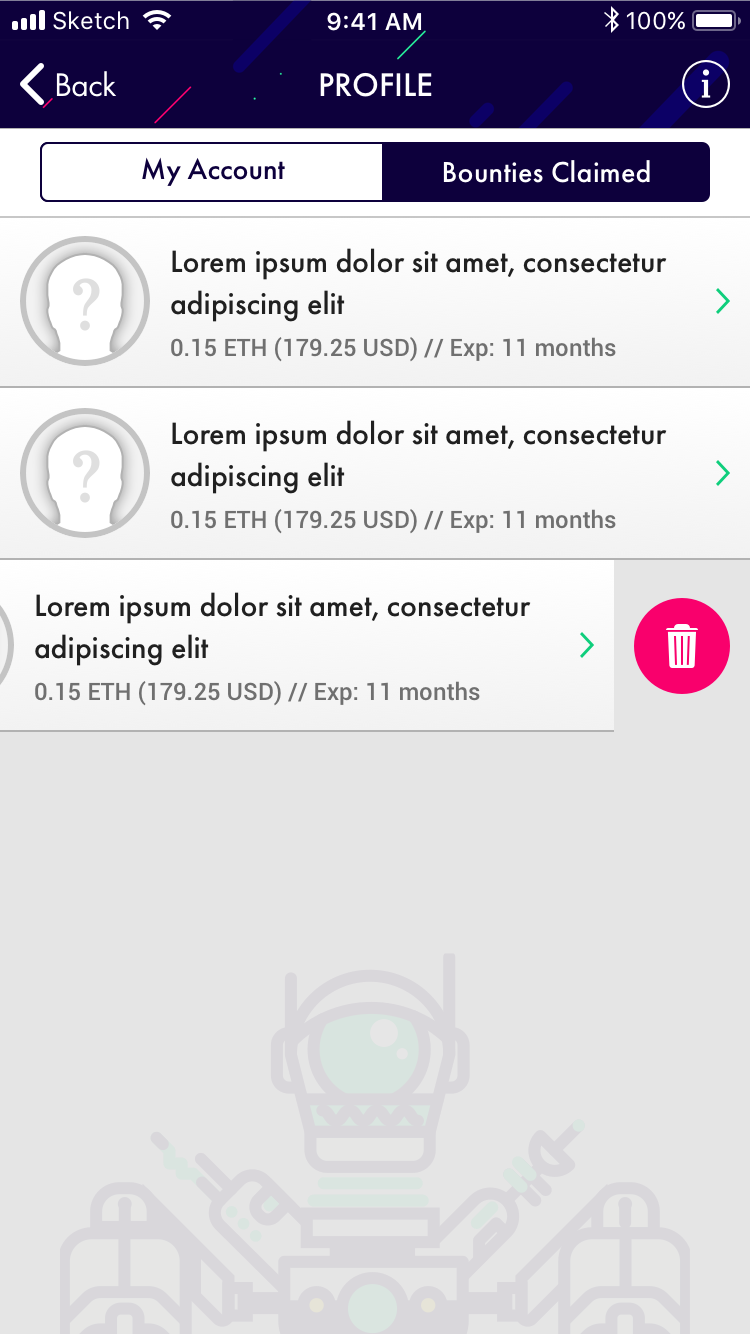 Sketch 9:41 AM 100%
Back PROFILE i
My Account Bounties Claimed
Lorem ipsum dolor sit amet, consectetur
adipiscing elit
0.15 ETH (179.25 USD) // Exp: 11 months
Lorem ipsum dolor sit amet, consectetur
adipiscing elit
0.15 ETH (179.25 USD) // Exp: 11 months
Lorem ipsum dolor sit amet, consectetur
adipiscing elit
0.15 ETH (179.25 USD) // Exp: 11 months